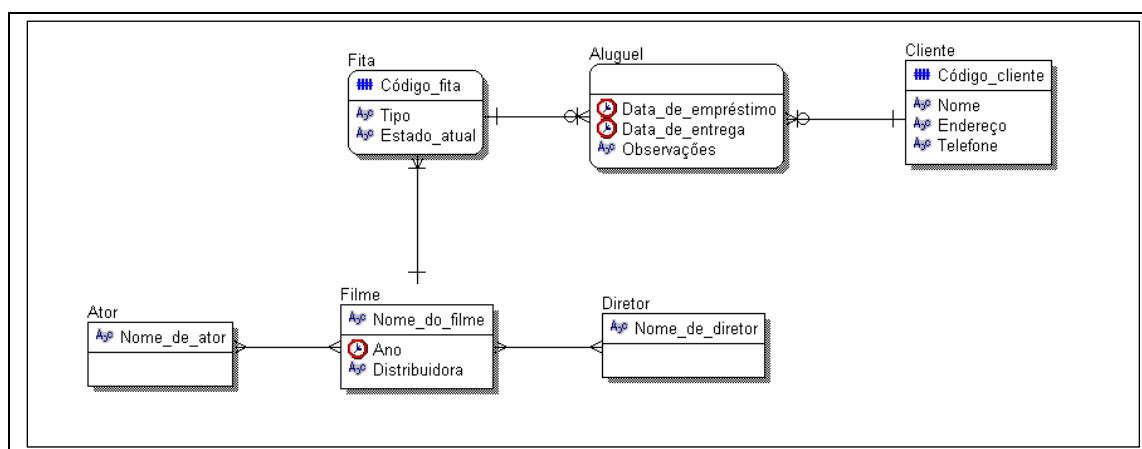 Fita
Código_fita
Tipo
Estado_atual
Aluguel
Data_de_empréstimo
Data_de_entrega
Observações
Cliente
Código_cliente
Nome
Endereço
Telefone
Ator
Nome_de_ator
Filme
Nome_do_filme
Ano
Distribuidora
Diretor
Nome_de_diretor